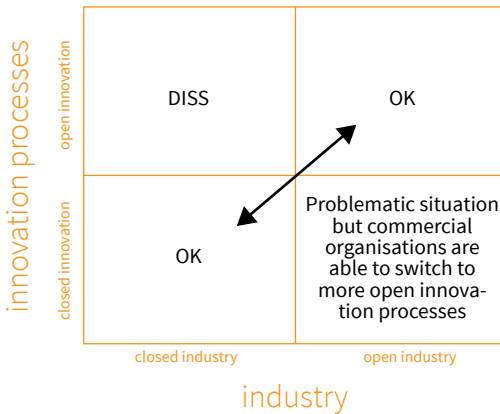 innovation processes
open innovation
closed innovation
DISS
OK
OK
Problematic situation
but commercial
organisations are
able to switch to
more open innova-
tion processes
closed industry
open industry
industry